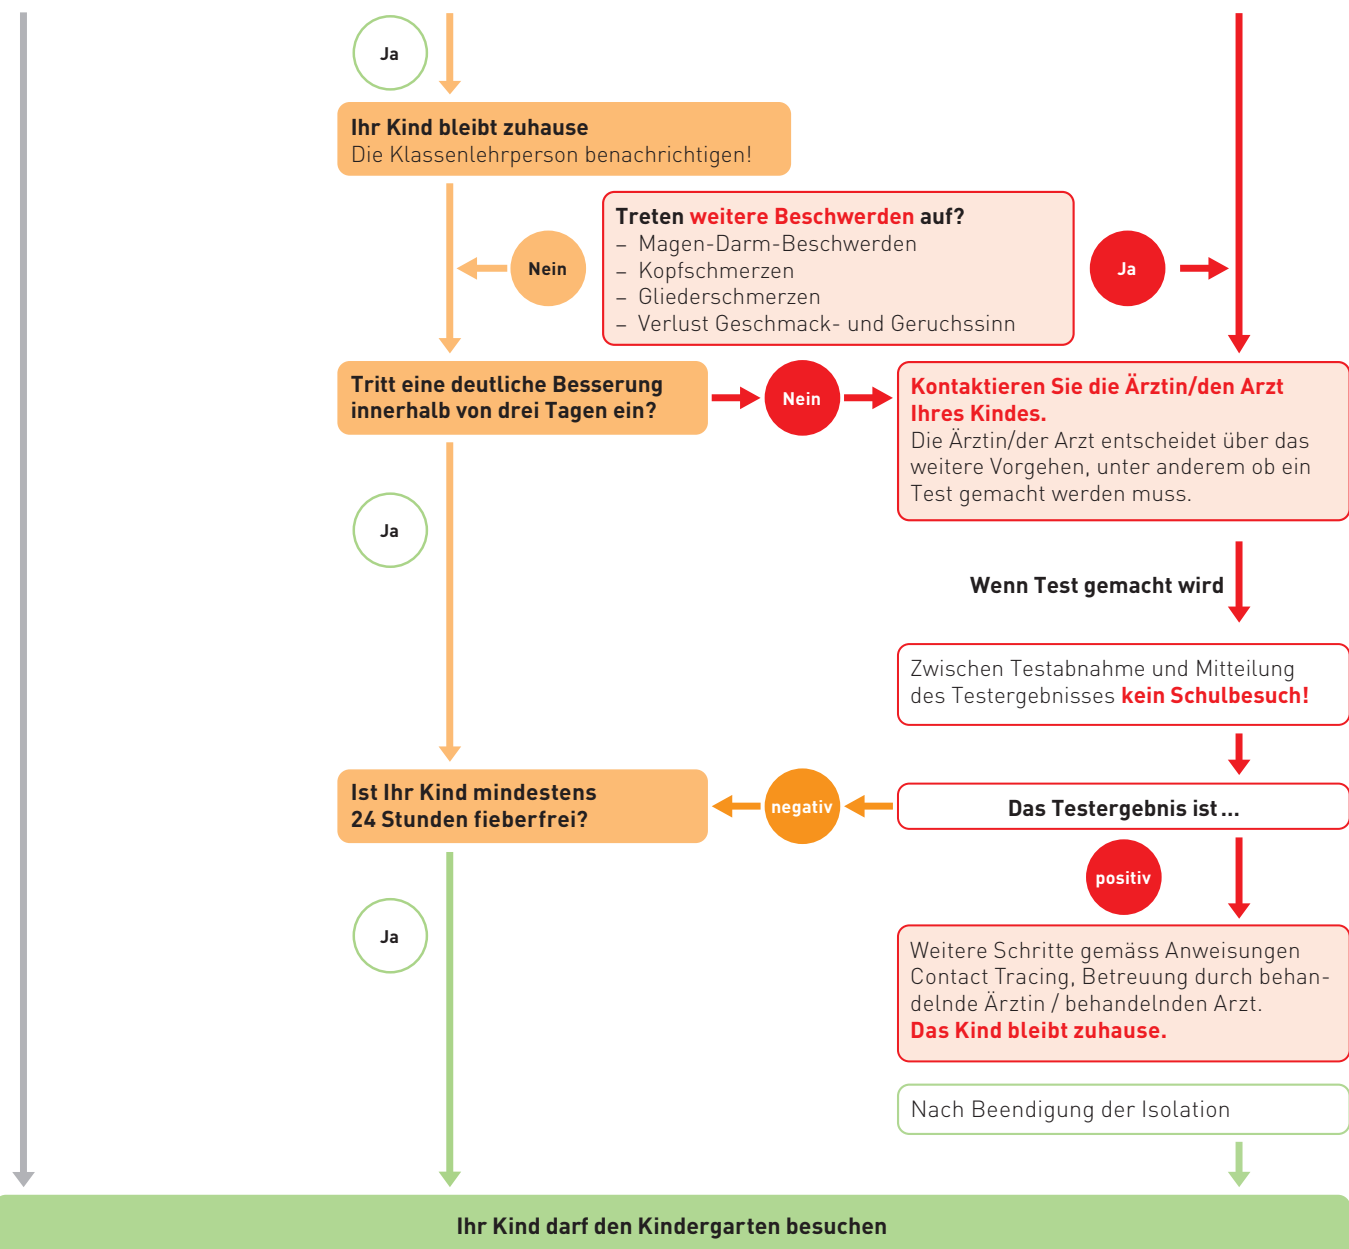 Ja
Ihr Kind bleibt zuhause
Die Klassenlehrperson benachrichtigen!
Treten weitere Beschwerden auf?
– Magen-Darm-Beschwerden
– Kopfschmerzen
– Gliederschmerzen
– Verlust Geschmack- und Geruchssinn
Nein
Ja
Tritt eine deutliche Besserung
innerhalb von drei Tagen ein?
Nein
Kontaktieren Sie die Ärztin/den Arzt
Ihres Kindes.
Die Ärztin/der Arzt entscheidet über das
weitere Vorgehen, unter anderem ob ein
Test gemacht werden muss.
Ja
Wenn Test gemacht wird
Zwischen Testabnahme und Mitteilung
des Testergebnisses kein Schulbesuch!
Ist Ihr Kind mindestens
24 Stunden fieberfrei?
negativ
Das Testergebnis ist ...
positiv
Ja
Weitere Schritte gemäss Anweisungen
Contact Tracing, Betreuung durch behan-
delnde Ärztin / behandelnden Arzt.
Das Kind bleibt zuhause.
Nach Beendigung der Isolation
Ihr Kind darf den Kindergarten besuchen